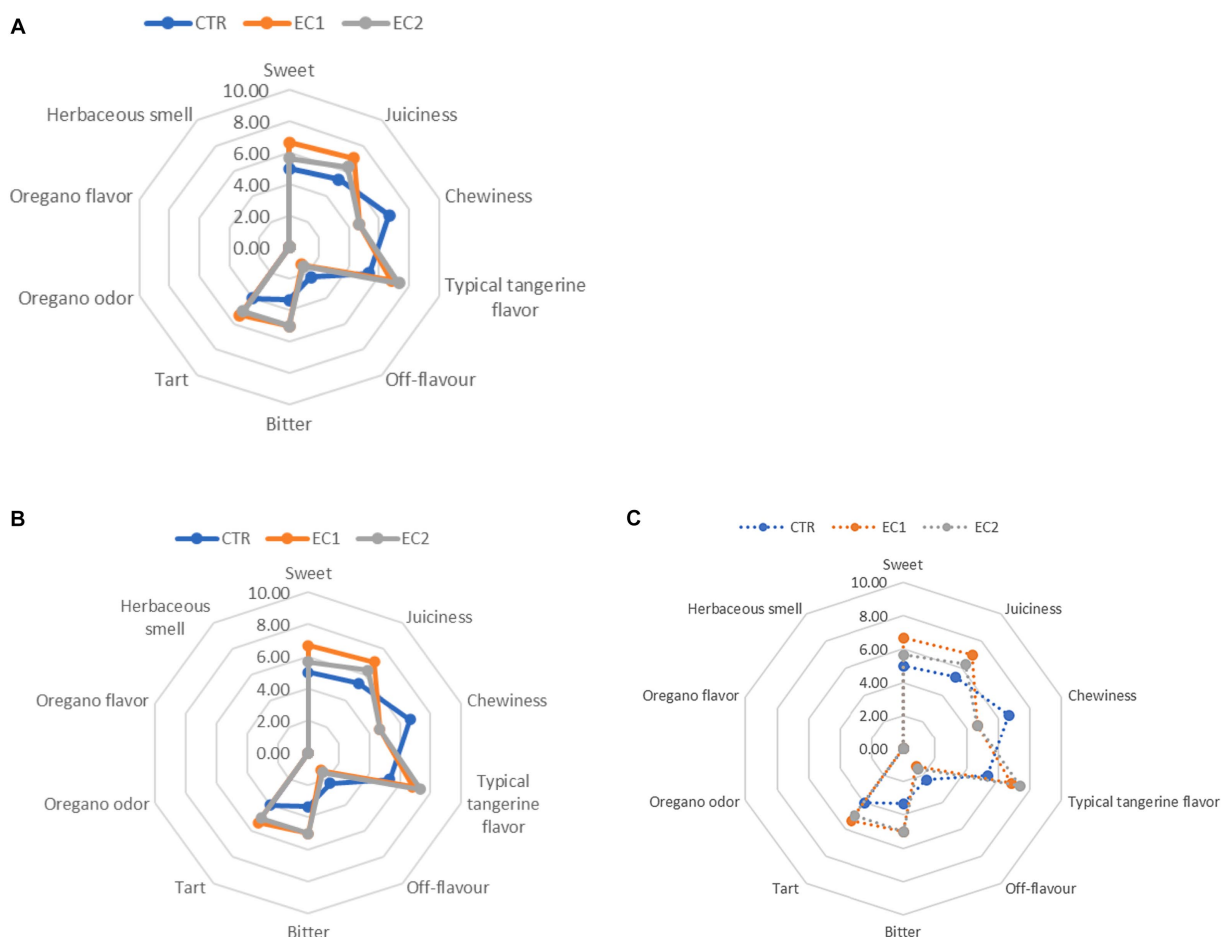 A
CTR EC1 EC2
Sweet
10.00
Herbaceous smell
Juiciness
8.00
6.00
Oregano flavor
Chewiness
4.00
2.00
0.00
Oregano odor
Typical tangerine
flavor
Tart
Off-flavour
Bitter
B
CTR EC1 EC2
Sweet
10.00
Herbaceous
smell
Juiciness
8.00
6.00
Oregano flavor
Chewiness
4.00
2.00
0.00
Oregano odor
Typical
tangerine
flavor
Tart
Off-flavour
Bitter
C
CTR EC1 EC2
Sweet
10.00
Herbaceous smell
Juiciness
8.00
6.00
Oregano flavor
Chewiness
4.00
2.00
0.00
Oregano odor
Typical tangerine flavor
Tart
Off-flavour
Bitter